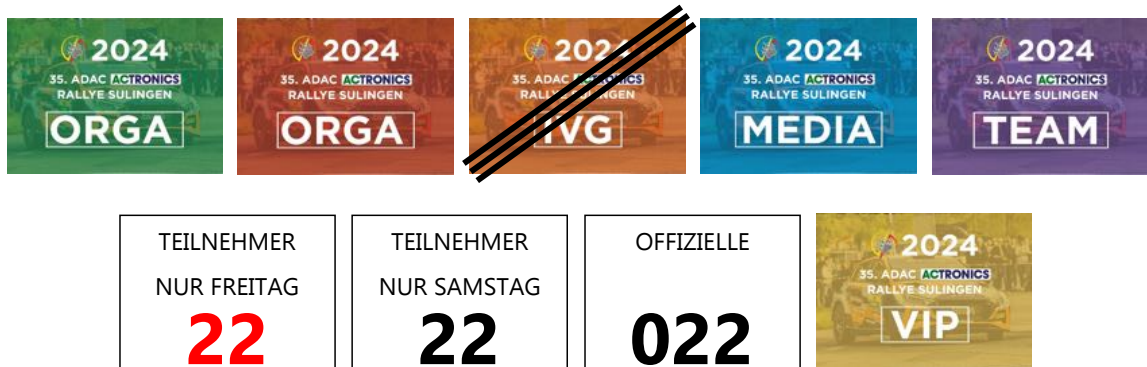 2024
35. ADAC ACTRONICS
RALLYE SULINGEN
ORGA
2024
35. ADAC ACTRONICS
RALLYE SULINGEN
ORGA
2024
35. ADAC ACTRONICS
RALLYE SULINGEN
IVG
2024
35. ADAC ACTRONICS
RALLYE SULINGEN
MEDIA
2024
35. ADAC ACTRONICS
RALLYE SULINGEN
TEAM
TEILNEHMER
NUR FREITAG
22
TEILNEHMER
NUR SAMSTAG
22
OFFIZIELLE
022
2024
35. ADAC ACTRONICS
RALLYE SULINGEN
VIP